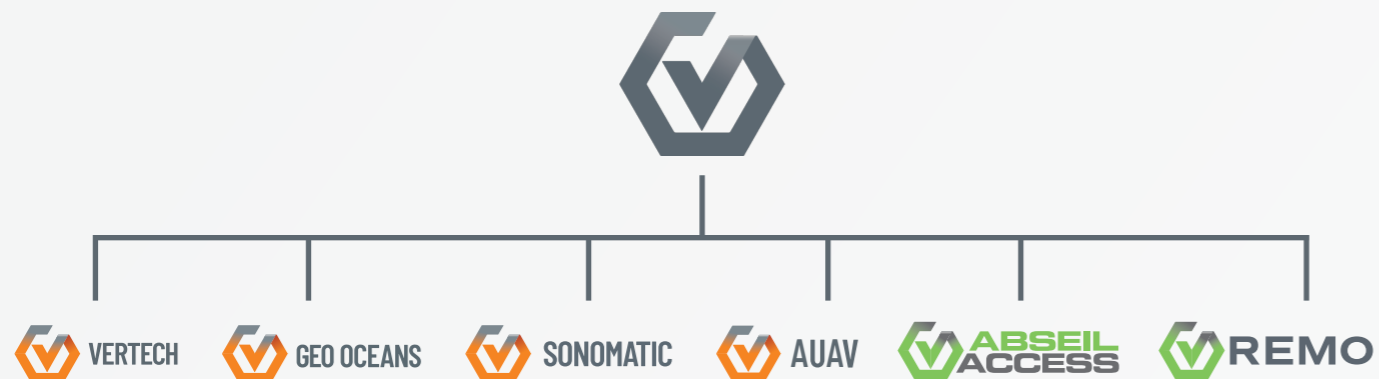 VERTECH
GEO OCEANS
SONOMATIC
AUAV
ABSEIL
ACCESS
REMO